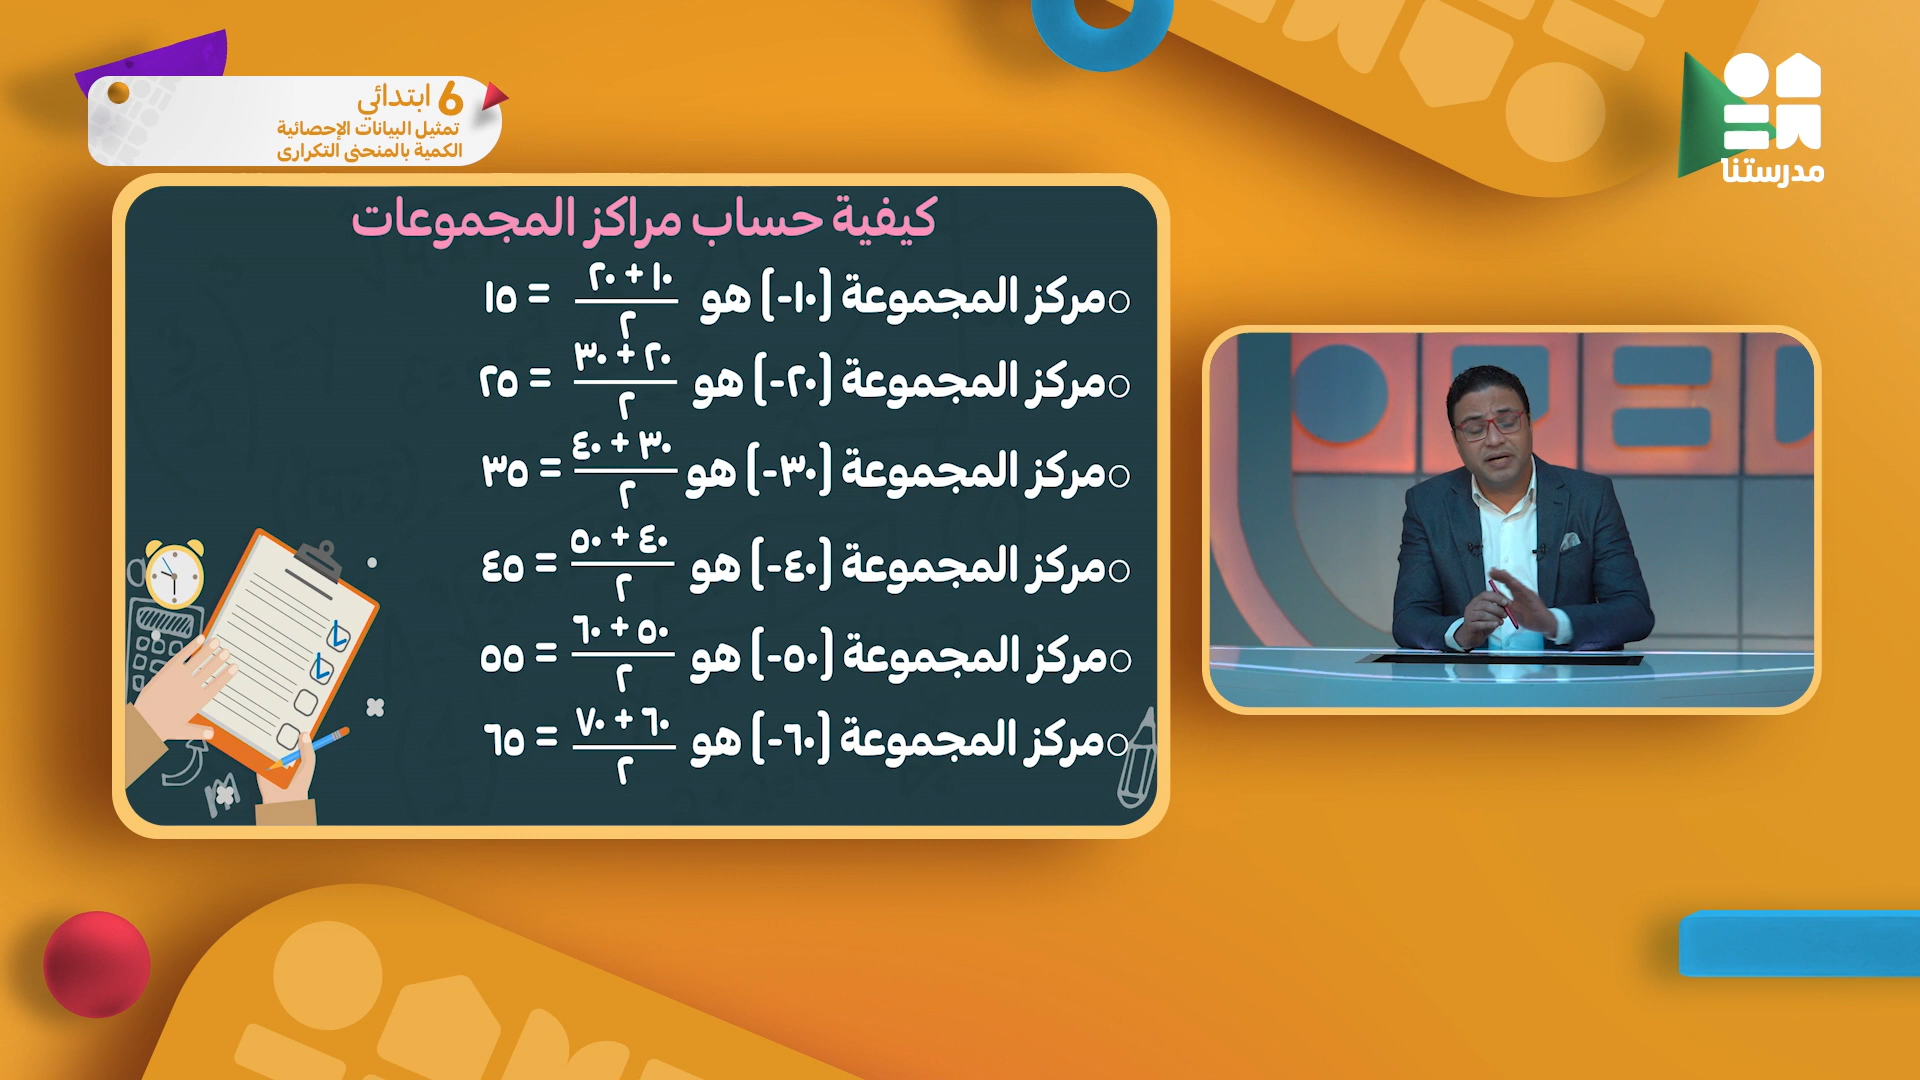 6 ابتدائي
تمثيل البيانات الإحصائية
الكمية بالمنحنى التكرارى
مدرستنا
كيفية حساب مراكز المجموعات
مركز المجموعة (١٠-) هو (١٠ + ٢٠)/٢ = ١٥
مركز المجموعة (٢٠-) هو (٢٠ + ٣٠)/٢ = ٢٥
مركز المجموعة (٣٠-) هو (٣٠ + ٤٠)/٢ = ٣٥
مركز المجموعة (٤٠-) هو (٤٠ + ٥٠)/٢ = ٤٥
مركز المجموعة (٥٠-) هو (٥٠ + ٦٠)/٢ = ٥٥
مركز المجموعة (٦٠-) هو (٦٠ + ٧٠)/٢ = ٦٥